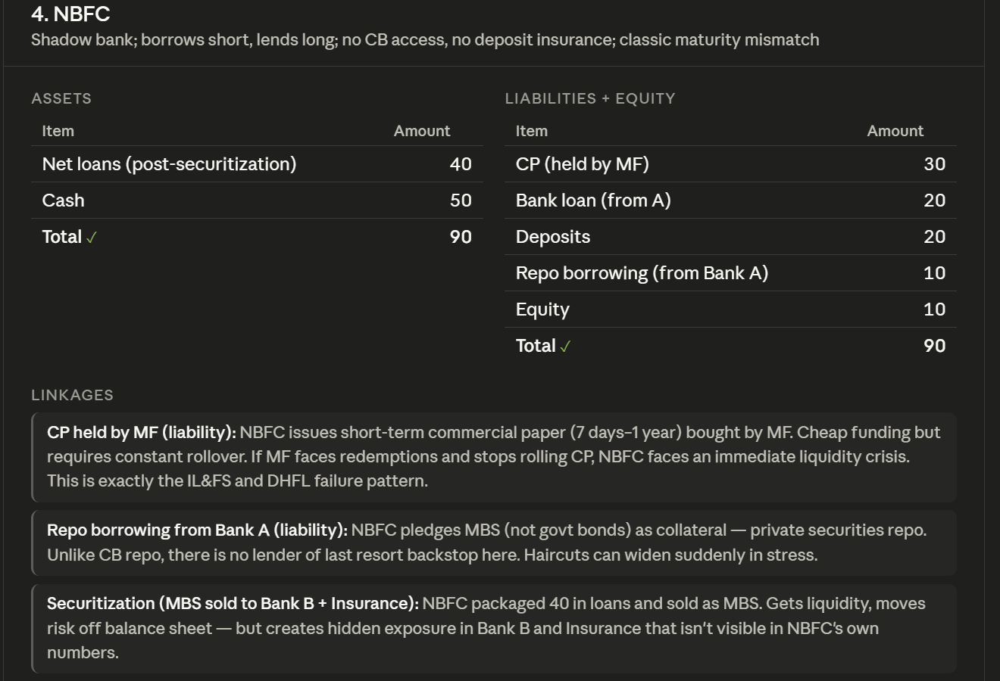 4. NBFC
Shadow bank; borrows short, lends long; no CB access, no deposit insurance; classic maturity mismatch
ASSETS
Item Amount
Net loans (post-securitization) 40
Cash 50
Total ✓ 90
LIABILITIES + EQUITY
Item Amount
CP (held by MF) 30
Bank loan (from A) 20
Deposits 20
Repo borrowing (from Bank A) 10
Equity 10
Total ✓ 90
LINKAGES
CP held by MF (liability): NBFC issues short-term commercial paper (7 days–1 year) bought by MF. Cheap funding but
requires constant rollover. If MF faces redemptions and stops rolling CP, NBFC faces an immediate liquidity crisis.
This is exactly the IL&FS and DHFL failure pattern.
Repo borrowing from Bank A (liability): NBFC pledges MBS (not govt bonds) as collateral — private securities repo.
Unlike CB repo, there is no lender of last resort backstop here. Haircuts can widen suddenly in stress.
Securitization (MBS sold to Bank B + Insurance): NBFC packaged 40 in loans and sold as MBS. Gets liquidity, moves
risk off balance sheet — but creates hidden exposure in Bank B and Insurance that isn't visible in NBFC's own
numbers.